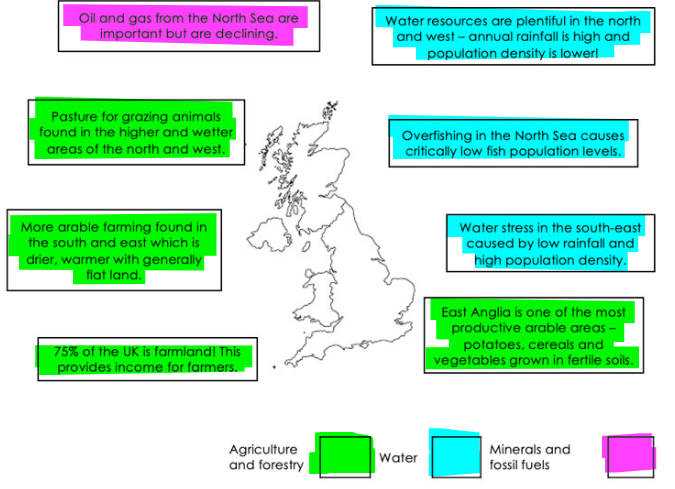 Oil and gas from the North Sea are
important but are declining.
Water resources are plentiful in the north
and west – annual rainfall is high and
population density is lower!
Pasture for grazing animals
found in the higher and wetter
areas of the north and west.
Overfishing in the North Sea causes
critically low fish population levels.
More arable farming found in
the south and east which is
drier, warmer with generally
flat land.
Water stress in the south-east
caused by low rainfall and
high population density.
East Anglia is one of the most
productive arable areas –
potatoes, cereals and
vegetables grown in fertile soils.
75% of the UK is farmland! This
provides income for farmers.
Agriculture
and forestry
Water
Minerals and
fossil fuels